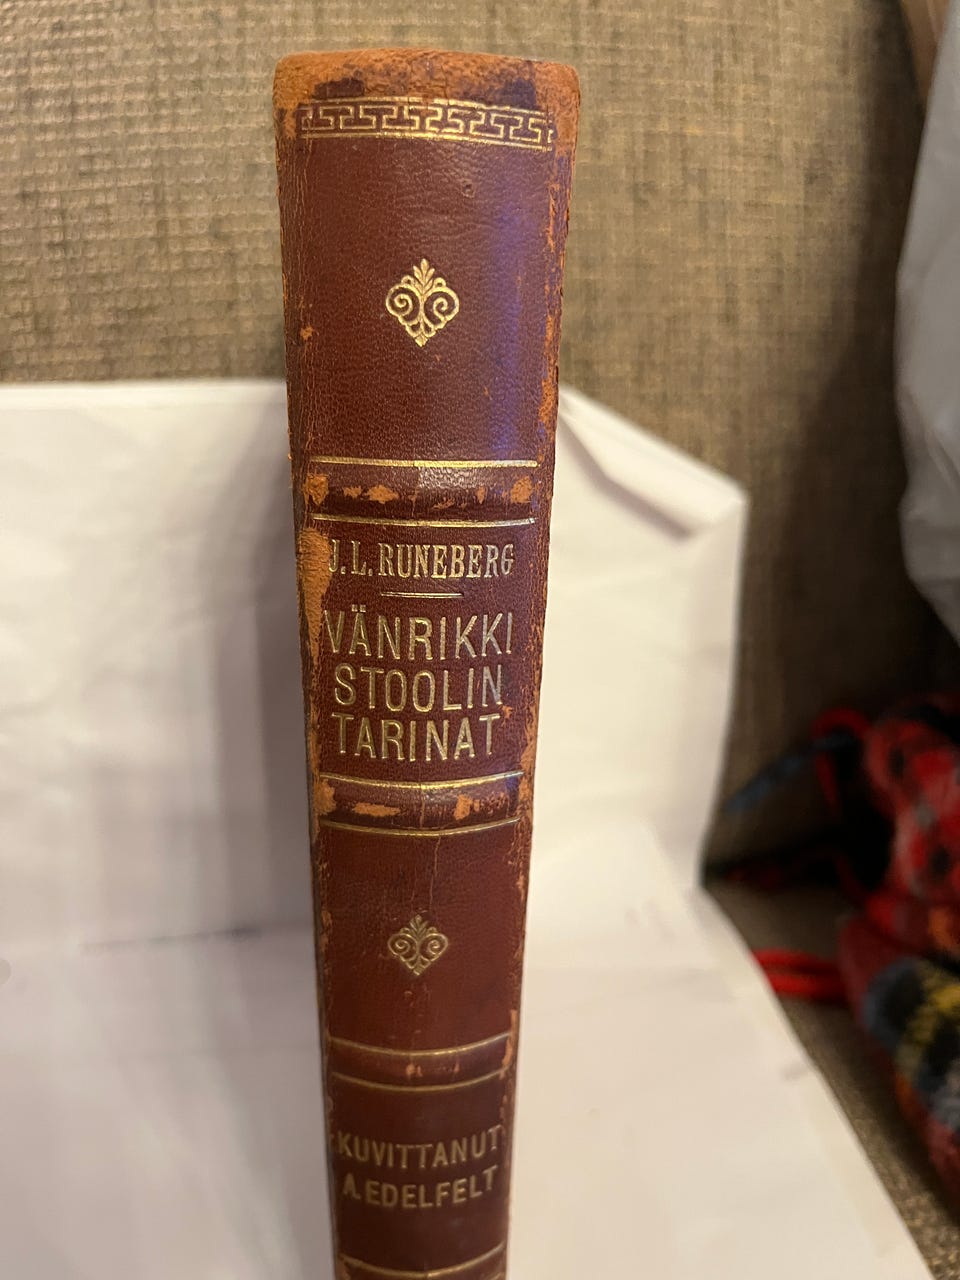 J. L. RUNEBERG
VÄNRIKKI
STOOLIN
TARINAT
KUVITTANUT
A. EDELFELT